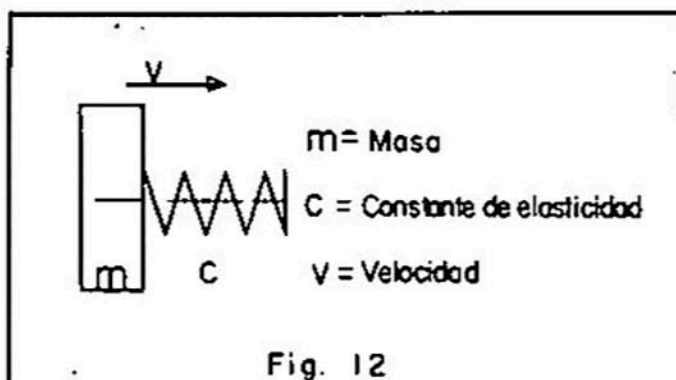 V
m= Masa
C = Constante de elasticidad
m C V = Velocidad
Fig. 12